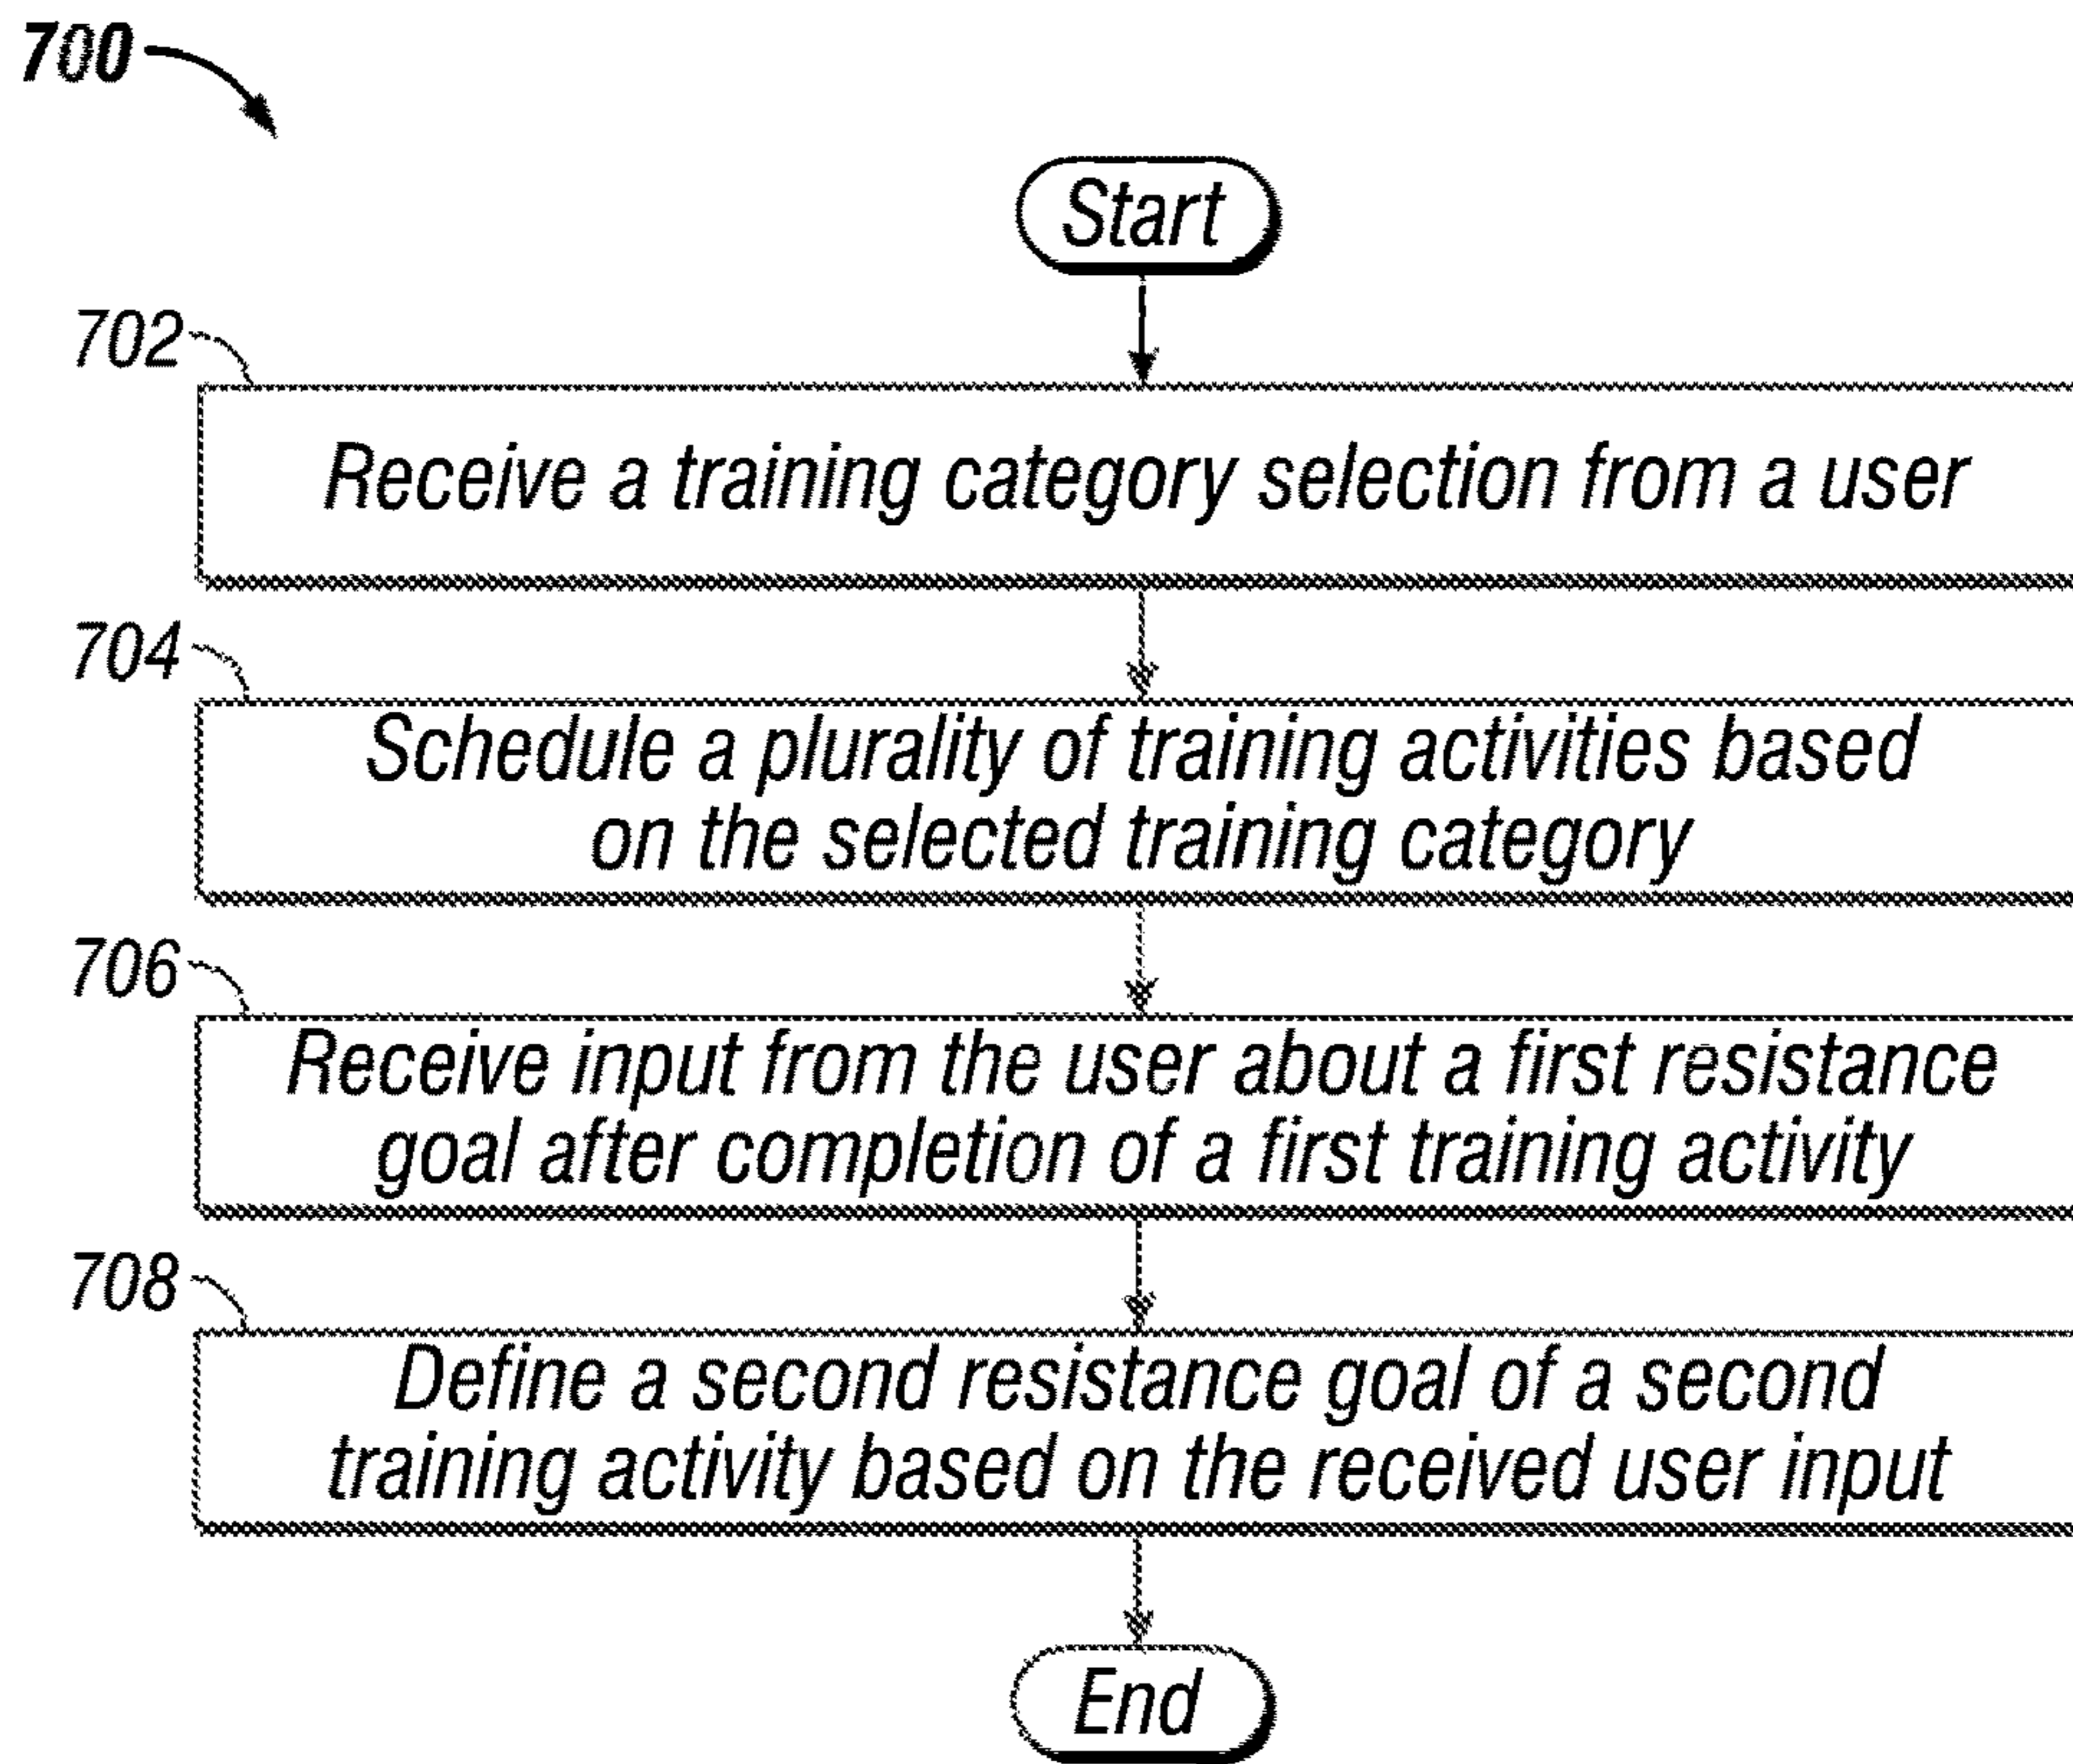 700
Start
702
Receive a training category selection from a user
704
Schedule a plurality of training activities based
on the selected training category
706
Receive input from the user about a first resistance
goal after completion of a first training activity
708
Define a second resistance goal of a second
training activity based on the received user input
End